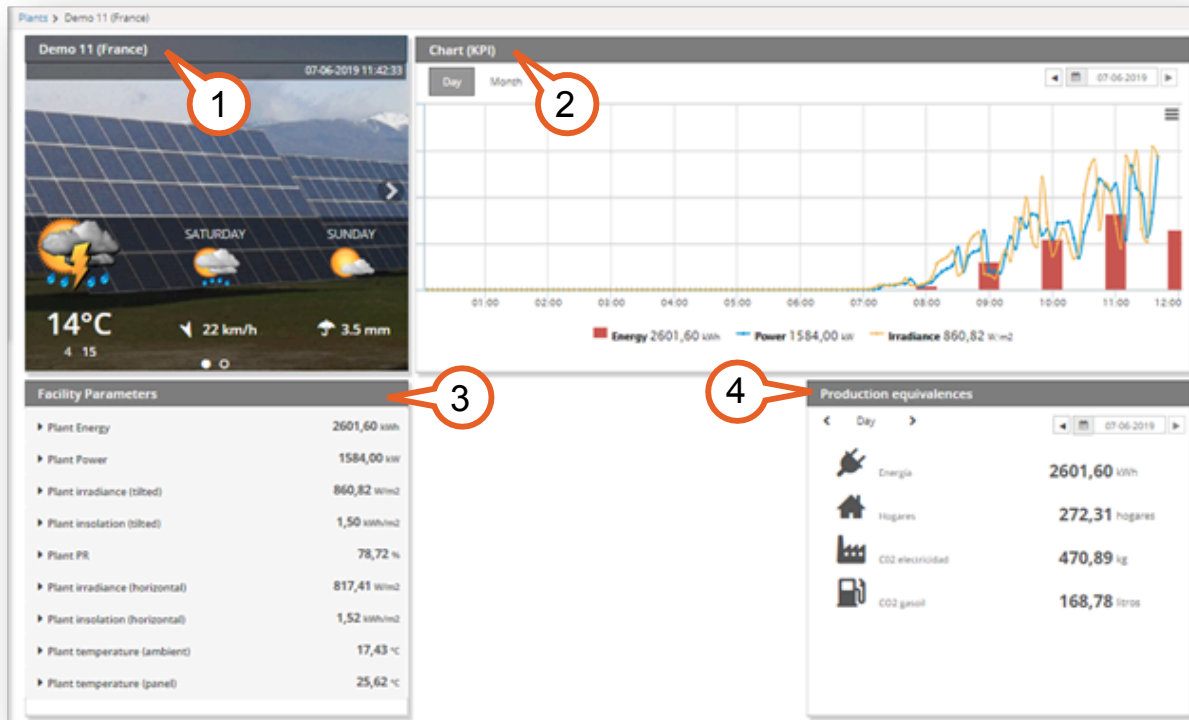 Plants > Demo 11 (France)
Demo 11 (France)
07-06-2019 11:42:33
1
SATURDAY
SUNDAY
14°C
22 km/h
3.5 mm
4 15
Chart (KPI)
2
Day Month
07-06-2019
01:00 02:00 03:00 04:00 05:00 06:00 07:00 08:00 09:00 10:00 11:00 12:00
Energy 2601,60 kWh Power 1584,00 kW Irradiance 860,82 W/m2
Facility Parameters
3
Plant Energy 2601,60 kWh
Plant Power 1584,00 kW
Plant irradiance (tilted) 860,82 W/m2
Plant insolation (tilted) 1,50 kWh/m2
Plant PR 78,72 %
Plant irradiance (horizontal) 817,41 W/m2
Plant insolation (horizontal) 1,52 kWh/m2
Plant temperature (ambient) 17,43 °C
Plant temperature (panel) 25,62 °C
4
Production equivalences
Day
07-06-2019
Energía 2601,60 kWh
Hogares 272,31 hogares
C02 electricidad 470,89 kg
CO2 gasoil 168,78 litros